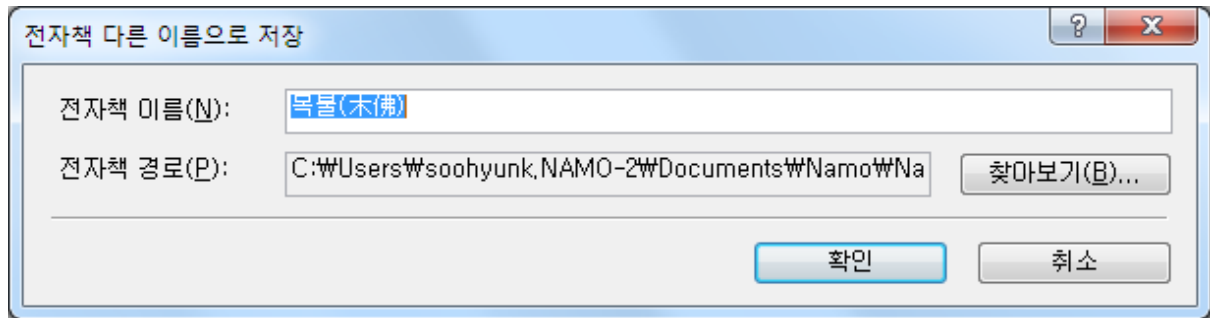 전자책 다른 이름으로 저장
전자책 이름(N): 목불(木佛)
전자책 경로(P): C:₩Users₩soohyunk.NAMO-2₩Documents₩Namo₩Na 찾아보기(B)...
확인 취소